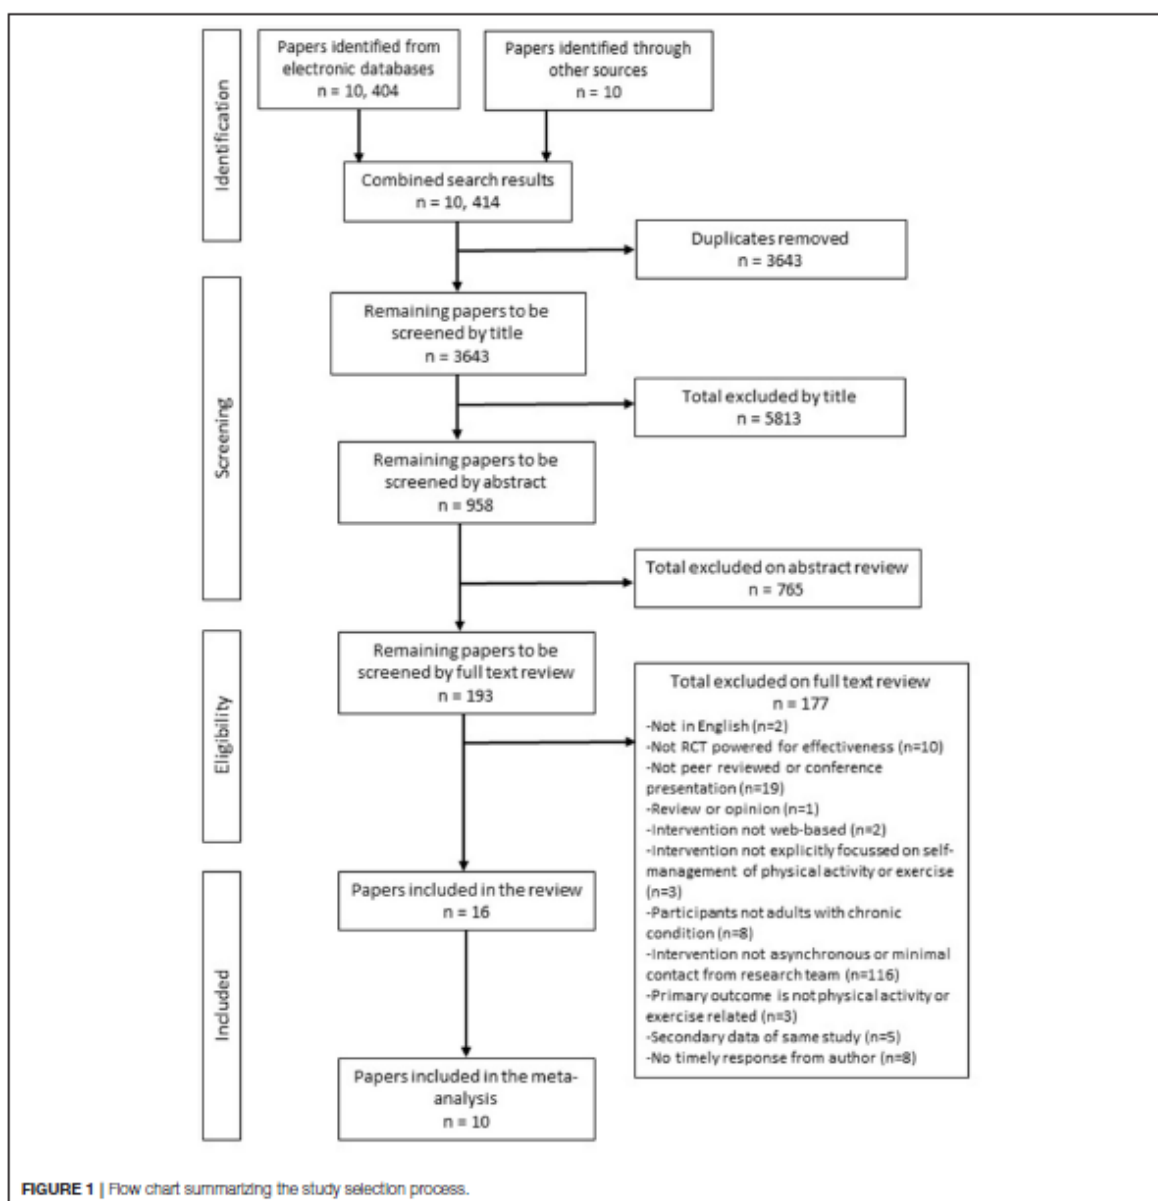 Identification
Papers identified from
electronic databases
n = 10, 404
Papers identified through
other sources
n = 10
Combined search results
n = 10, 414
Duplicates removed
n = 3643
Screening
Remaining papers to be
screened by title
n = 3643
Total excluded by title
n = 5813
Remaining papers to be
screened by abstract
n = 958
Total excluded on abstract review
n = 765
Eligibility
Remaining papers to be
screened by full text review
n = 193
Total excluded on full text review
n = 177
-Not in English (n=2)
-Not RCT powered for effectiveness (n=10)
-Not peer reviewed or conference
presentation (n=19)
-Review or opinion (n=1)
-Intervention not web-based (n=2)
-Intervention not explicitly focussed on self-
management of physical activity or exercise
(n=3)
-Participants not adults with chronic
condition (n=8)
-Intervention not asynchronous or minimal
contact from research team (n=116)
-Primary outcome is not physical activity or
exercise related (n=3)
-Secondary data of same study (n=5)
-No timely response from author (n=8)
Included
Papers included in the review
n = 16
Papers included in the meta-
analysis
n = 10
FIGURE 1 | Flow chart summarizing the study selection process.